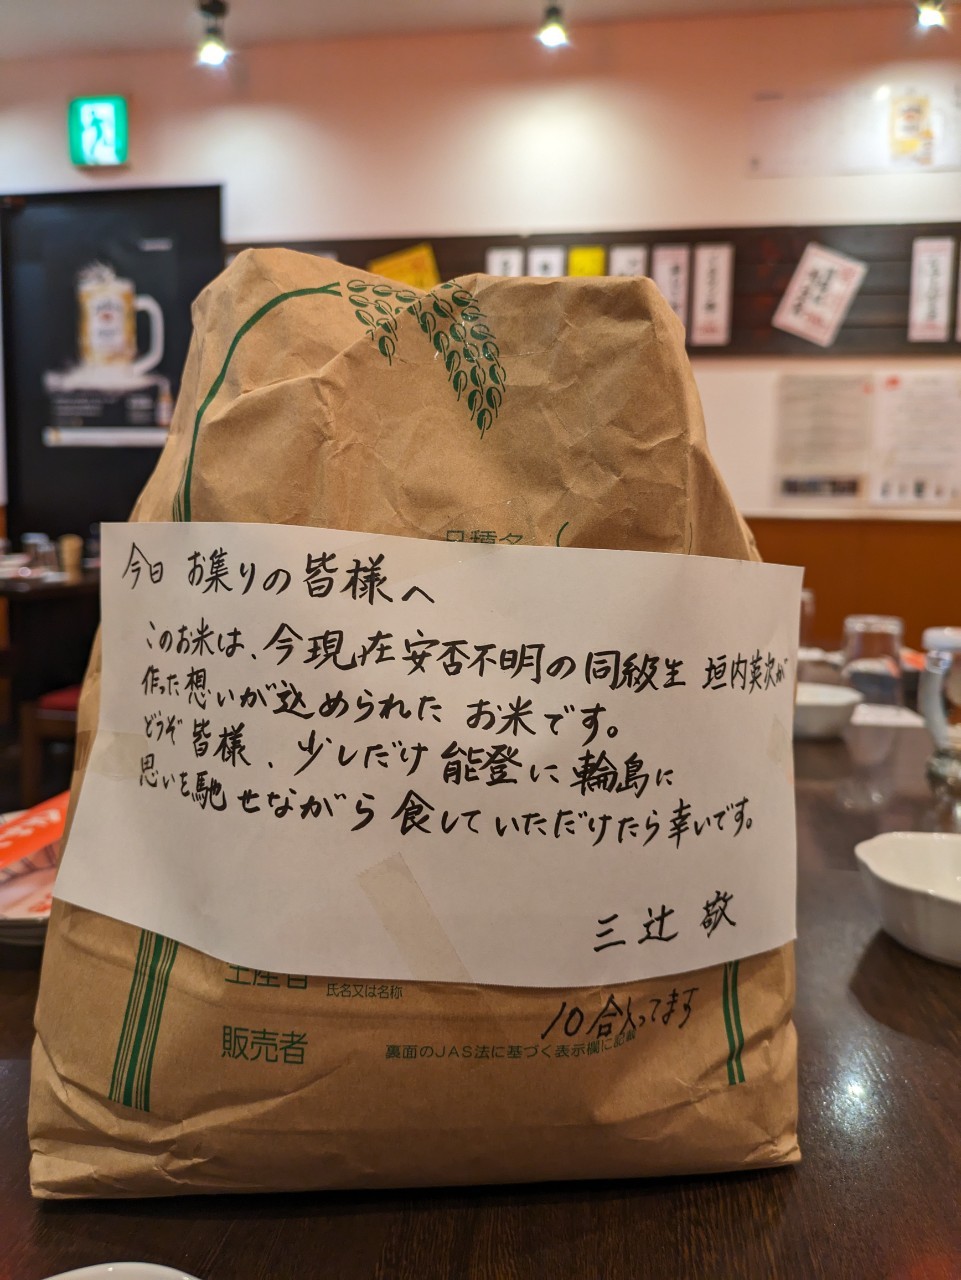 今日 お集りの皆様へ
このお米は、今現在安否不明の同級生 垣内英次が
作った想いが込められた お米です。
どうぞ 皆様、少しだけ 能登に 輪島に
思いを馳せながら 食していただけたら幸いです。
三辻 敬
生産者 氏名又は名称
10合入ってます
販売者 裏面のJAS法に基づく表示欄に記載